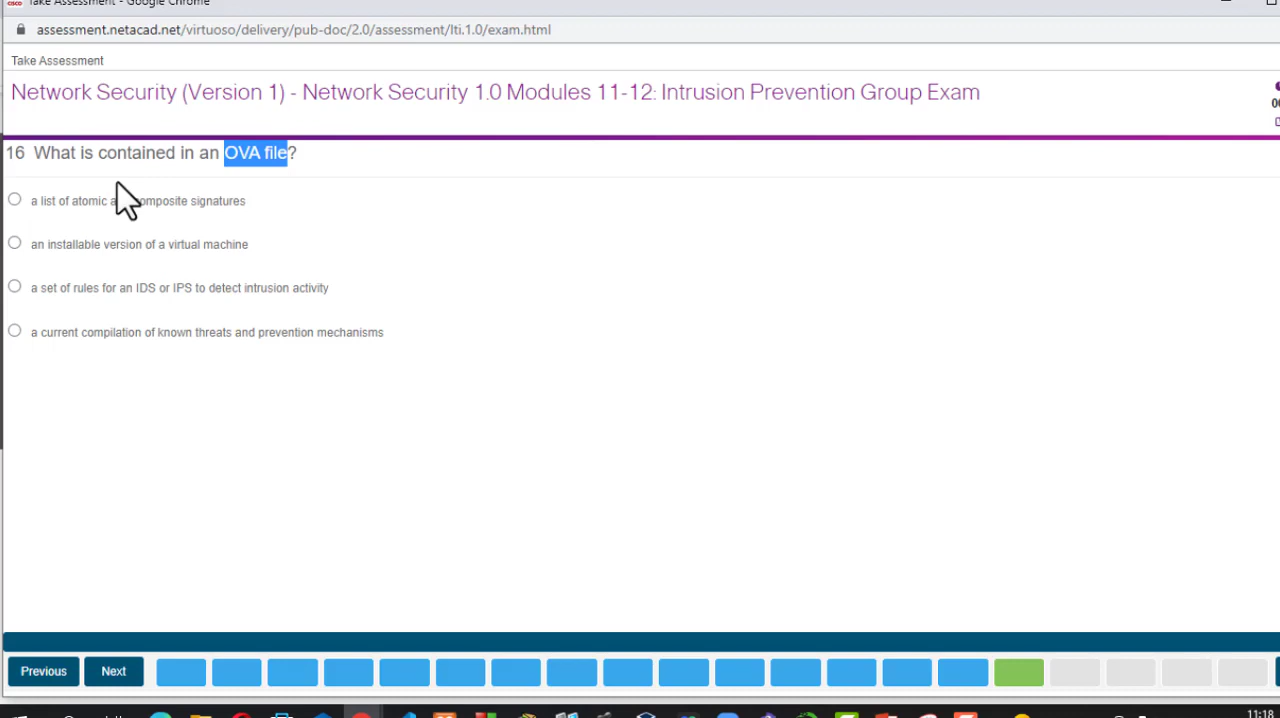 Take Assessment - Google Chrome
assessment.netacad.net/virtuoso/delivery/pub-doc/2.0/assessment/lti.1.0/exam.html
Take Assessment
Network Security (Version 1) - Network Security 1.0 Modules 11-12: Intrusion Prevention Group Exam
16 What is contained in an OVA file?
a list of atomic a composite signatures
an installable version of a virtual machine
a set of rules for an IDS or IPS to detect intrusion activity
a current compilation of known threats and prevention mechanisms
Previous Next
11:18